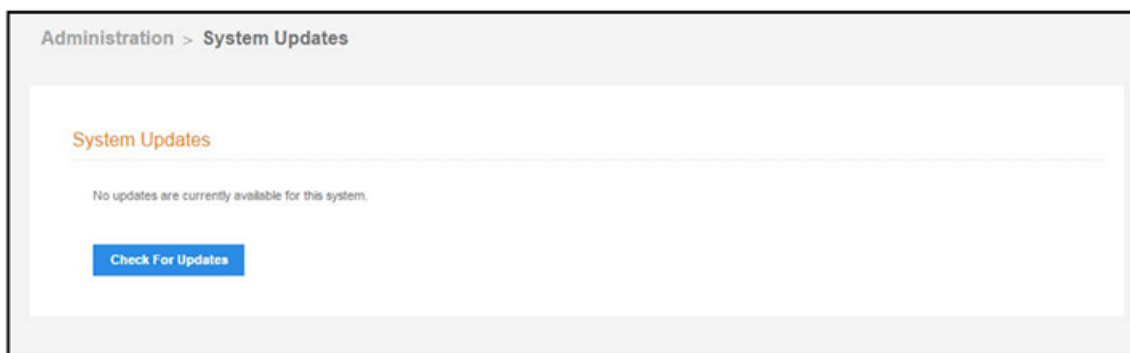 Administration > System Updates
System Updates
No updates are currently available for this system.
Check For Updates